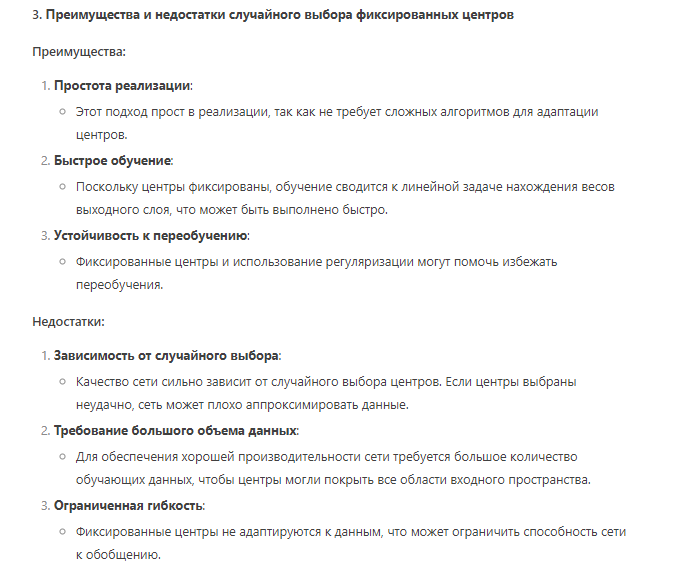 3. Преимущества и недостатки случайного выбора фиксированных центров
Преимущества:
1. Простота реализации:
○ Этот подход прост в реализации, так как не требует сложных алгоритмов для адаптации
центров.
2. Быстрое обучение:
○ Поскольку центры фиксированы, обучение сводится к линейной задаче нахождения весов
выходного слоя, что может быть выполнено быстро.
3. Устойчивость к переобучению:
○ Фиксированные центры и использование регуляризации могут помочь избежать
переобучения.
Недостатки:
1. Зависимость от случайного выбора:
○ Качество сети сильно зависит от случайного выбора центров. Если центры выбраны
неудачно, сеть может плохо аппроксимировать данные.
2. Требование большого объема данных:
○ Для обеспечения хорошей производительности сети требуется большое количество
обучающих данных, чтобы центры могли покрыть все области входного пространства.
3. Ограниченная гибкость:
○ Фиксированные центры не адаптируются к данным, что может ограничить способность сети
к обобщению.